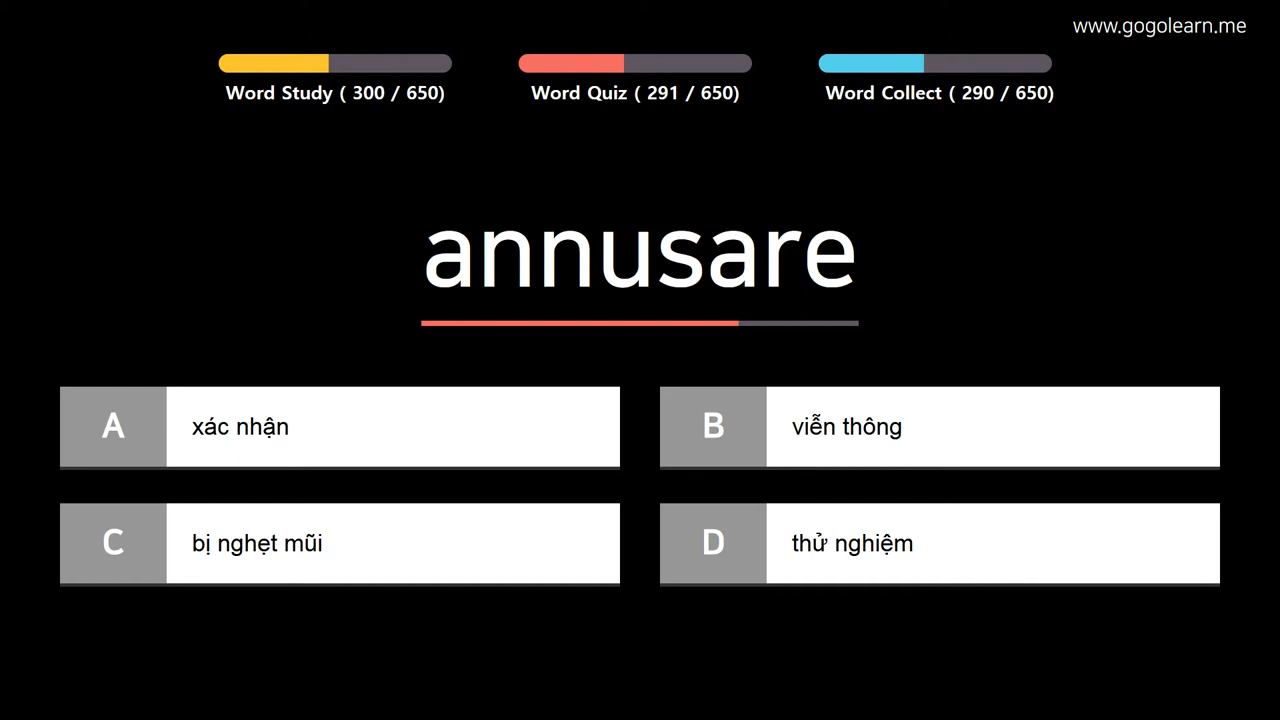 www.gogolearn.me
Word Study ( 300 / 650)
Word Quiz ( 291 / 650)
Word Collect ( 290 / 650)
annusare
A xác nhận
B viễn thông
C bị nghẹt mũi
D thử nghiệm